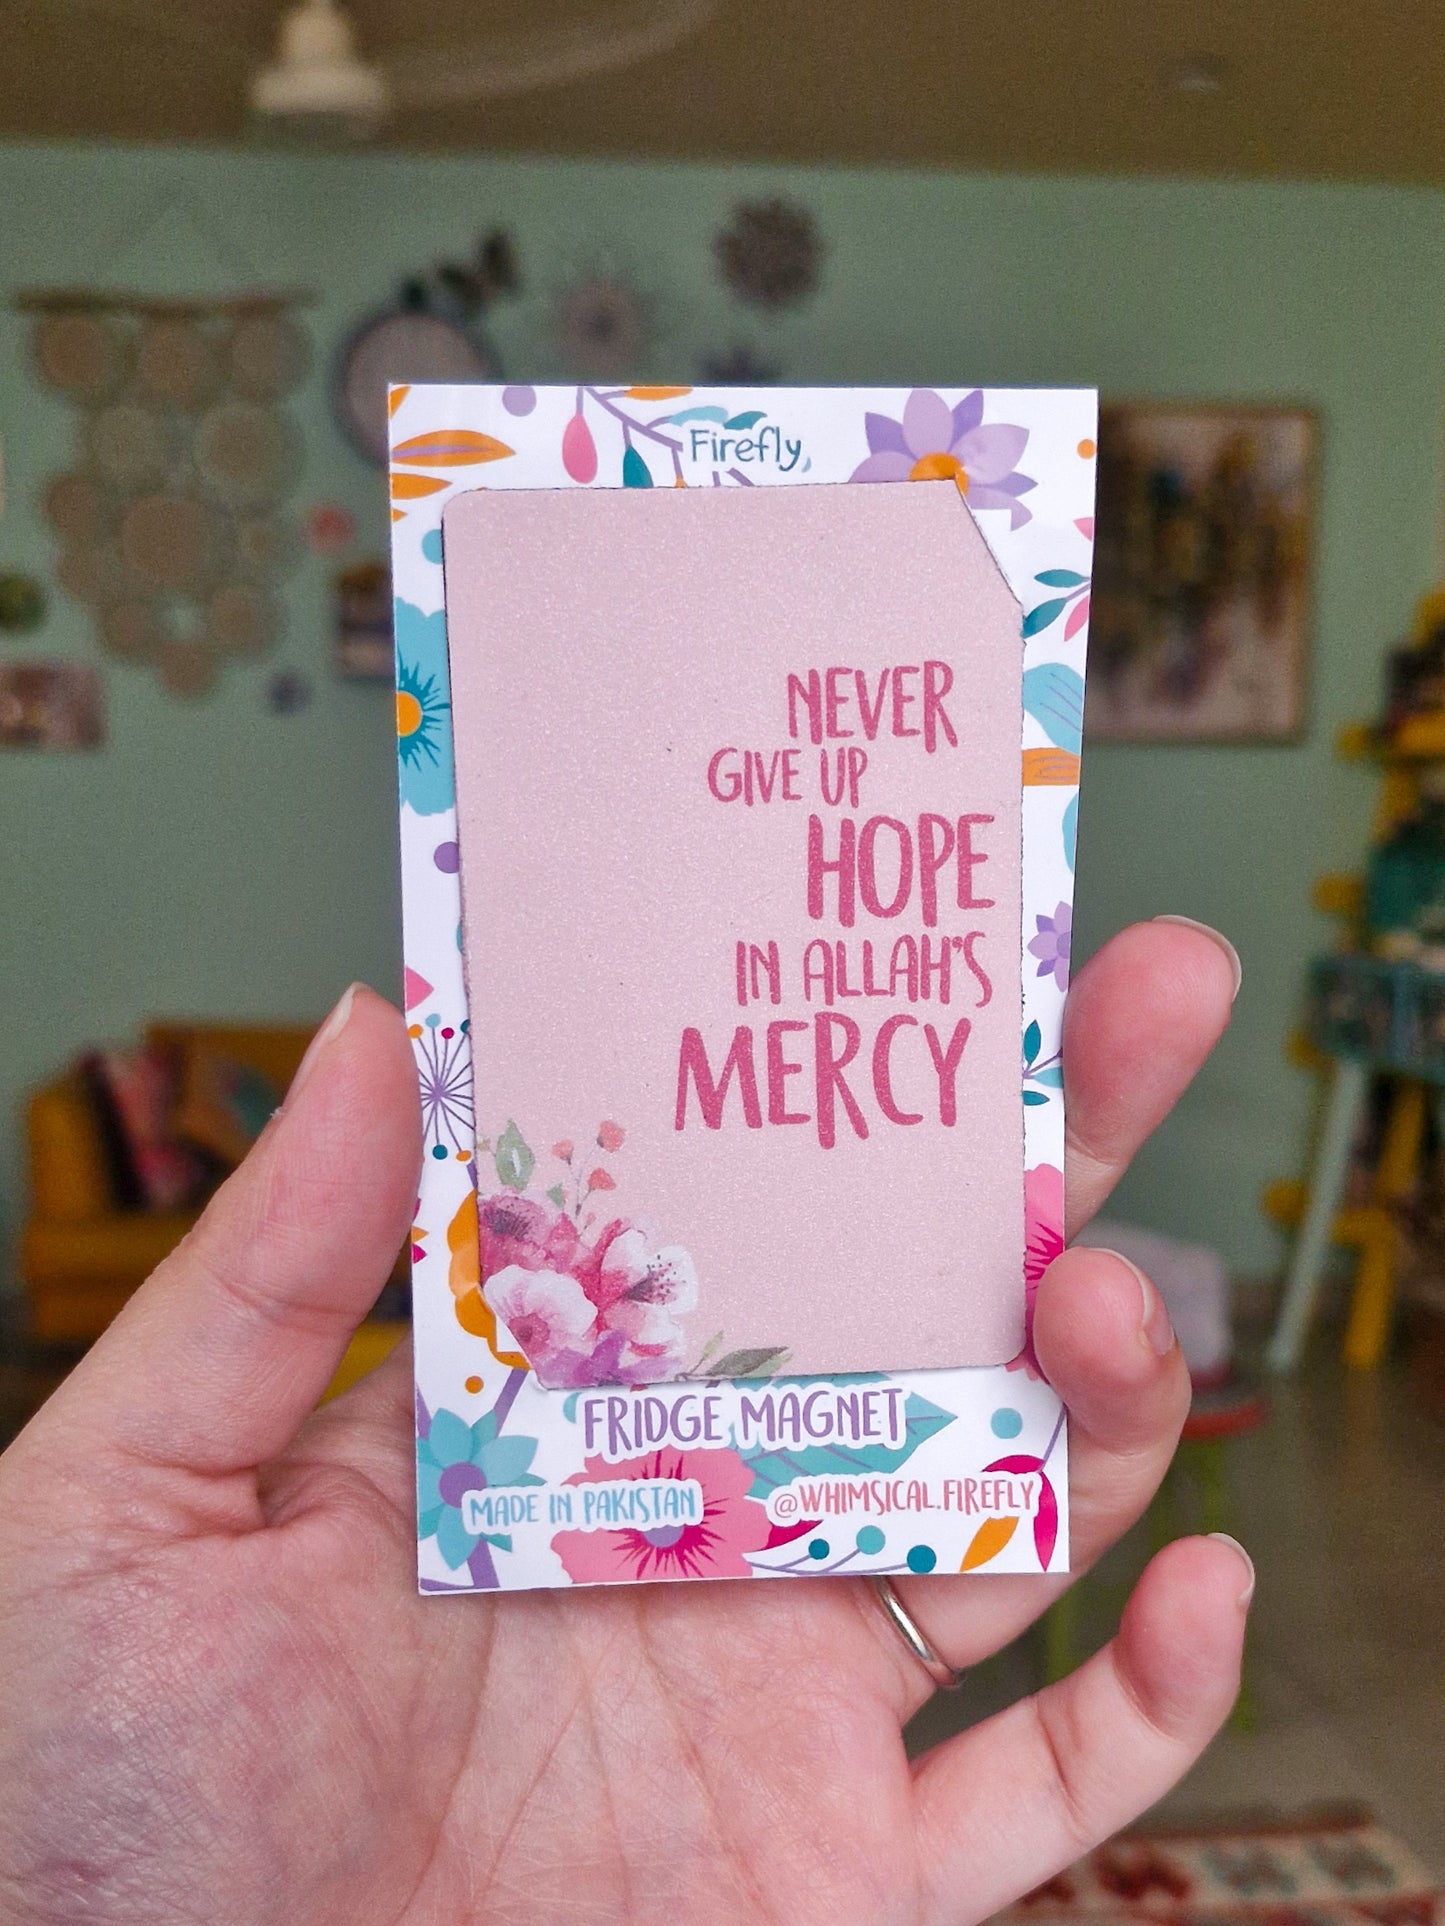 Firefly
NEVER
GIVE UP
HOPE
IN ALLAH'S
MERCY
FRIDGE MAGNET
MADE IN PAKISTAN
@WHIMSICAL.FIREFLY